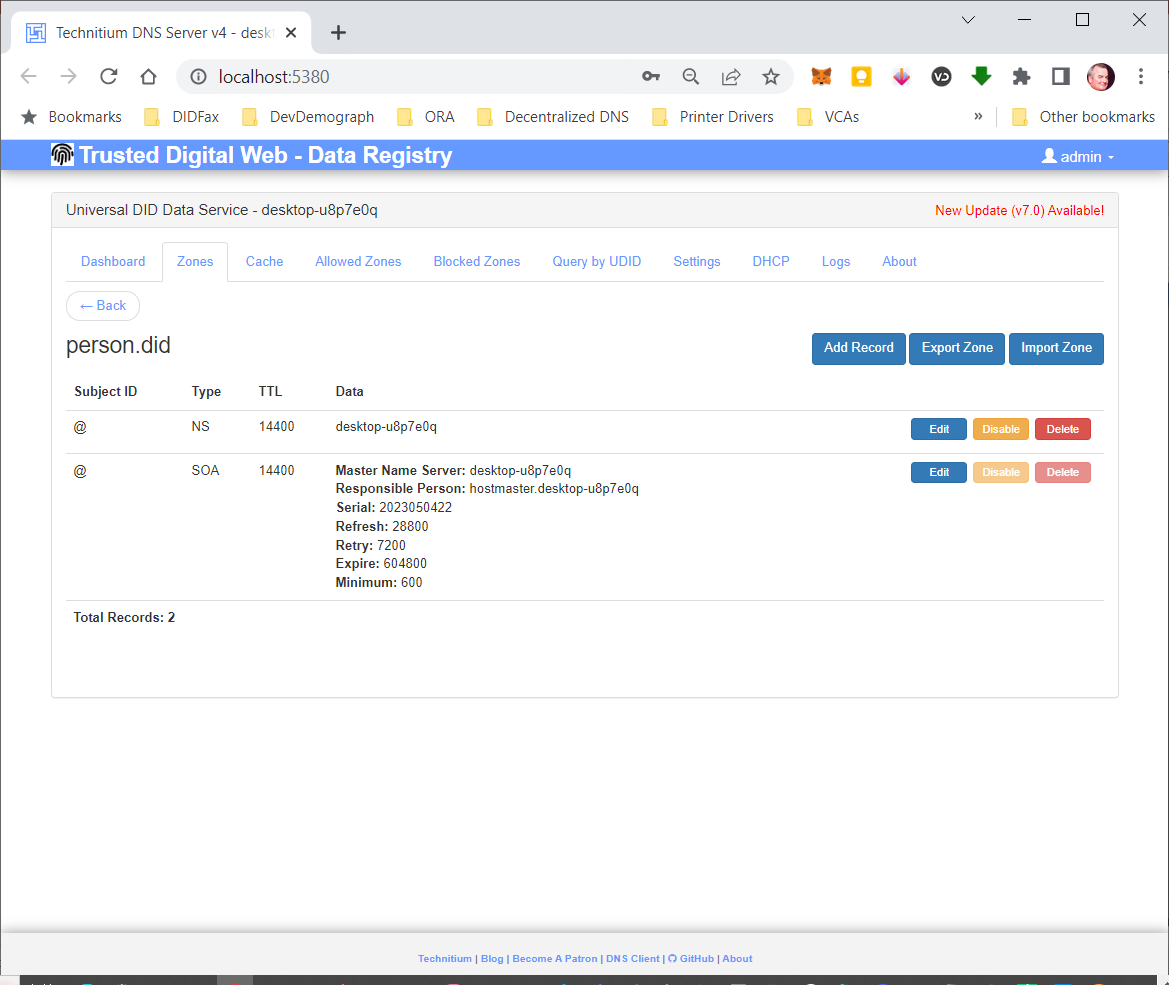 Technitium DNS Server v4 - desk
localhost:5380
Bookmarks DIDFax DevDemograph ORA Decentralized DNS Printer Drivers VCAs » Other bookmarks
Trusted Digital Web - Data Registry admin
Universal DID Data Service - desktop-u8p7e0q New Update (v7.0) Available!
Dashboard Zones Cache Allowed Zones Blocked Zones Query by UDID Settings DHCP Logs About
← Back
person.did Add Record Export Zone Import Zone
Subject ID Type TTL Data
@ NS 14400 desktop-u8p7e0q Edit Disable Delete
@ SOA 14400 Master Name Server: desktop-u8p7e0q Edit Disable Delete
Responsible Person: hostmaster.desktop-u8p7e0q
Serial: 2023050422
Refresh: 28800
Retry: 7200
Expire: 604800
Minimum: 600
Total Records: 2
Technitium | Blog | Become A Patron | DNS Client | GitHub | About